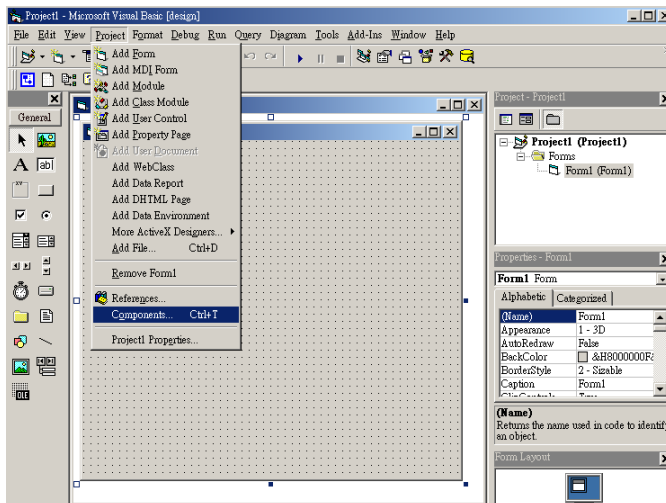 Project1 - Microsoft Visual Basic [design]
File Edit View Project Format Debug Run Query Diagram Tools Add-Ins Window Help
Add Form
Add MDI Form
Add Module
Add Class Module
Add User Control
Add Property Page
Add User Document
Add WebClass
Add Data Report
Add DHTML Page
Add Data Environment
More ActiveX Designers...
Add File... Ctrl+D
Remove Form1
References...
Components... Ctrl+T
Project1 Properties...
General
A
ab
XY
OLE
Project - Project1
Project1 (Project1)
Forms
Form1 (Form1)
Properties - Form1
Form1 Form
Alphabetic Categorized
(Name) Form1
Appearance 1 - 3D
AutoRedraw False
BackColor &H8000000F&
BorderStyle 2 - Sizable
Caption Form1
(Name)
Returns the name used in code to identify
an object.
Form Layout